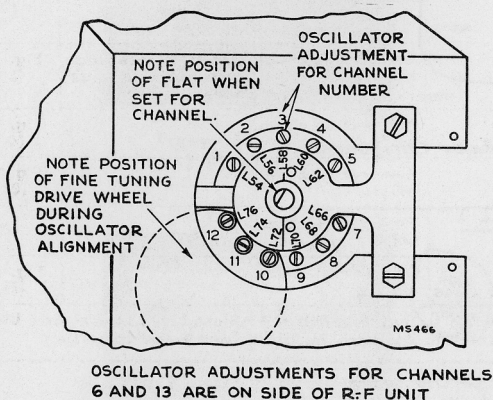 OSCILLATOR
ADJUSTMENT
FOR CHANNEL
NUMBER
NOTE POSITION
OF FLAT WHEN
SET FOR
CHANNEL.
NOTE POSITION
OF FINE TUNING
DRIVE WHEEL
DURING
OSCILLATOR
ALIGNMENT
1
2
3
4
5
L54
L56
L58
L60
L62
L76
L74
L72
L70
L68
L66
12
11
10
9
8
7
MS466
OSCILLATOR ADJUSTMENTS FOR CHANNELS
6 AND 13 ARE ON SIDE OF R-F UNIT